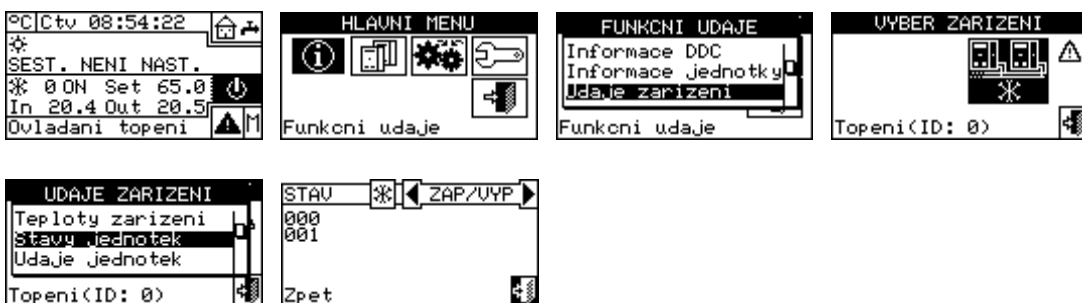 °C Ctv 08:54:22
SEST. NENI NAST.
0 ON Set 65.0
In 20.4 Out 20.5
Ovladani topeni M
HLAVNI MENU
Funkcni udaje
FUNKCNI UDAJE
Informace DDC
Informace jednotky
Udaje zarizeni
Funkcni udaje
VYBER ZARIZENI
Topeni(ID: 0)
UDAJE ZARIZENI
Teploty zarizeni
Stavy jednotek
Udaje jednotek
Topeni(ID: 0)
STAV ZAP/VYP
000
001
Zpet